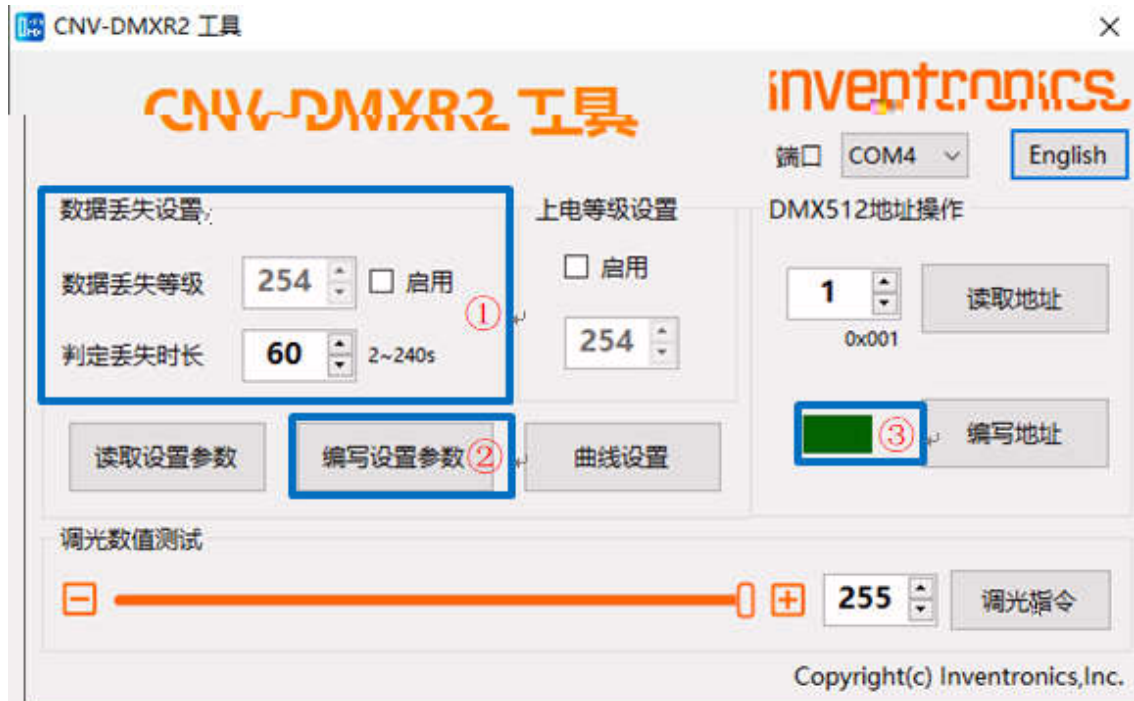 CNV-DMXR2 工具
CNV-DMXR2 工具
inventronics
端口 COM4 English
数据丢失设置
上电等级设置
DMX512地址操作
数据丢失等级 254 启用 ①
判定丢失时长 60 2~240s
启用
254
1 读取地址
0x001
③ 编写地址
读取设置参数 编写设置参数② 曲线设置
调光数值测试
255 调光指令
Copyright(c) Inventronics,Inc.